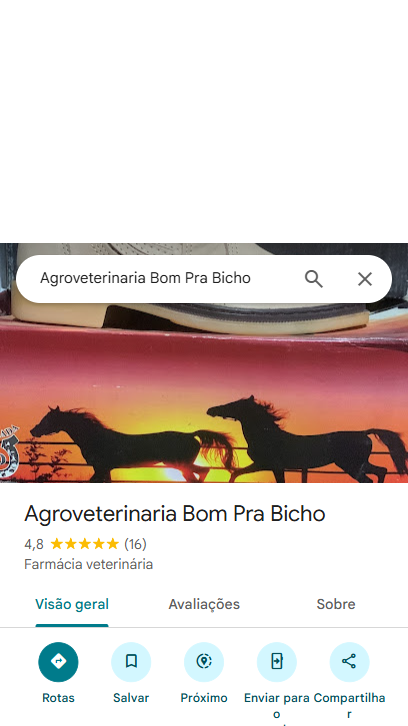 Agroveterinaria Bom Pra Bicho
Agroveterinaria Bom Pra Bicho
4,8 (16)
Farmácia veterinária
Visão geral Avaliações Sobre
Rotas Salvar Próximo Enviar para o Compartilhar